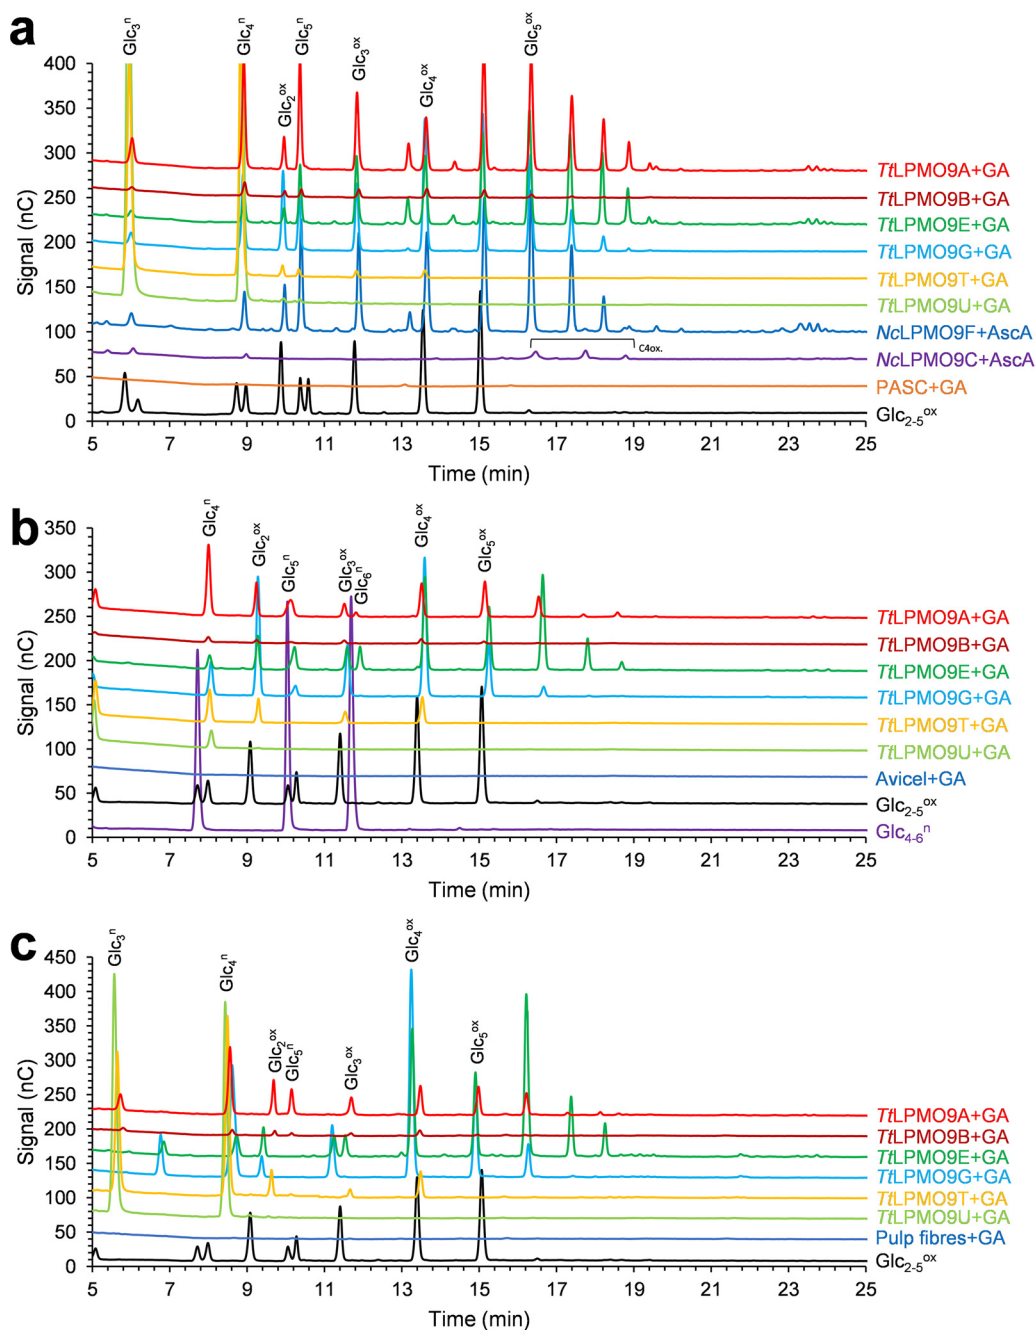 a
Glc₃ⁿ
Glc₄ⁿ
Glc₂ᵒˣ
Glc₅ⁿ
Glc₃ᵒˣ
Glc₄ᵒˣ
Glc₅ᵒˣ
400
350
300
250
200
150
100
50
0
Signal (nC)
TtLPMO9A+GA
TtLPMO9B+GA
TtLPMO9E+GA
TtLPMO9G+GA
TtLPMO9T+GA
TtLPMO9U+GA
NcLPMO9F+AscA
C4ox.
NcLPMO9C+AscA
PASC+GA
Glc₂₋₅ᵒˣ
5 7 9 11 13 15 17 19 21 23 25
Time (min)
b
Glc₄ⁿ
Glc₂ᵒˣ
Glc₅ⁿ
Glc₃ᵒˣ
Glc₆ⁿ
Glc₄ᵒˣ
Glc₅ᵒˣ
350
300
250
200
150
100
50
0
Signal (nC)
TtLPMO9A+GA
TtLPMO9B+GA
TtLPMO9E+GA
TtLPMO9G+GA
TtLPMO9T+GA
TtLPMO9U+GA
Avicel+GA
Glc₂₋₅ᵒˣ
Glc₄₋₆ⁿ
5 7 9 11 13 15 17 19 21 23 25
Time (min)
c
Glc₃ⁿ
Glc₄ⁿ
Glc₂ᵒˣ
Glc₅ⁿ
Glc₃ᵒˣ
Glc₄ᵒˣ
Glc₅ᵒˣ
450
400
350
300
250
200
150
100
50
0
Signal (nC)
TtLPMO9A+GA
TtLPMO9B+GA
TtLPMO9E+GA
TtLPMO9G+GA
TtLPMO9T+GA
TtLPMO9U+GA
Pulp fibres+GA
Glc₂₋₅ᵒˣ
5 7 9 11 13 15 17 19 21 23 25
Time (min)